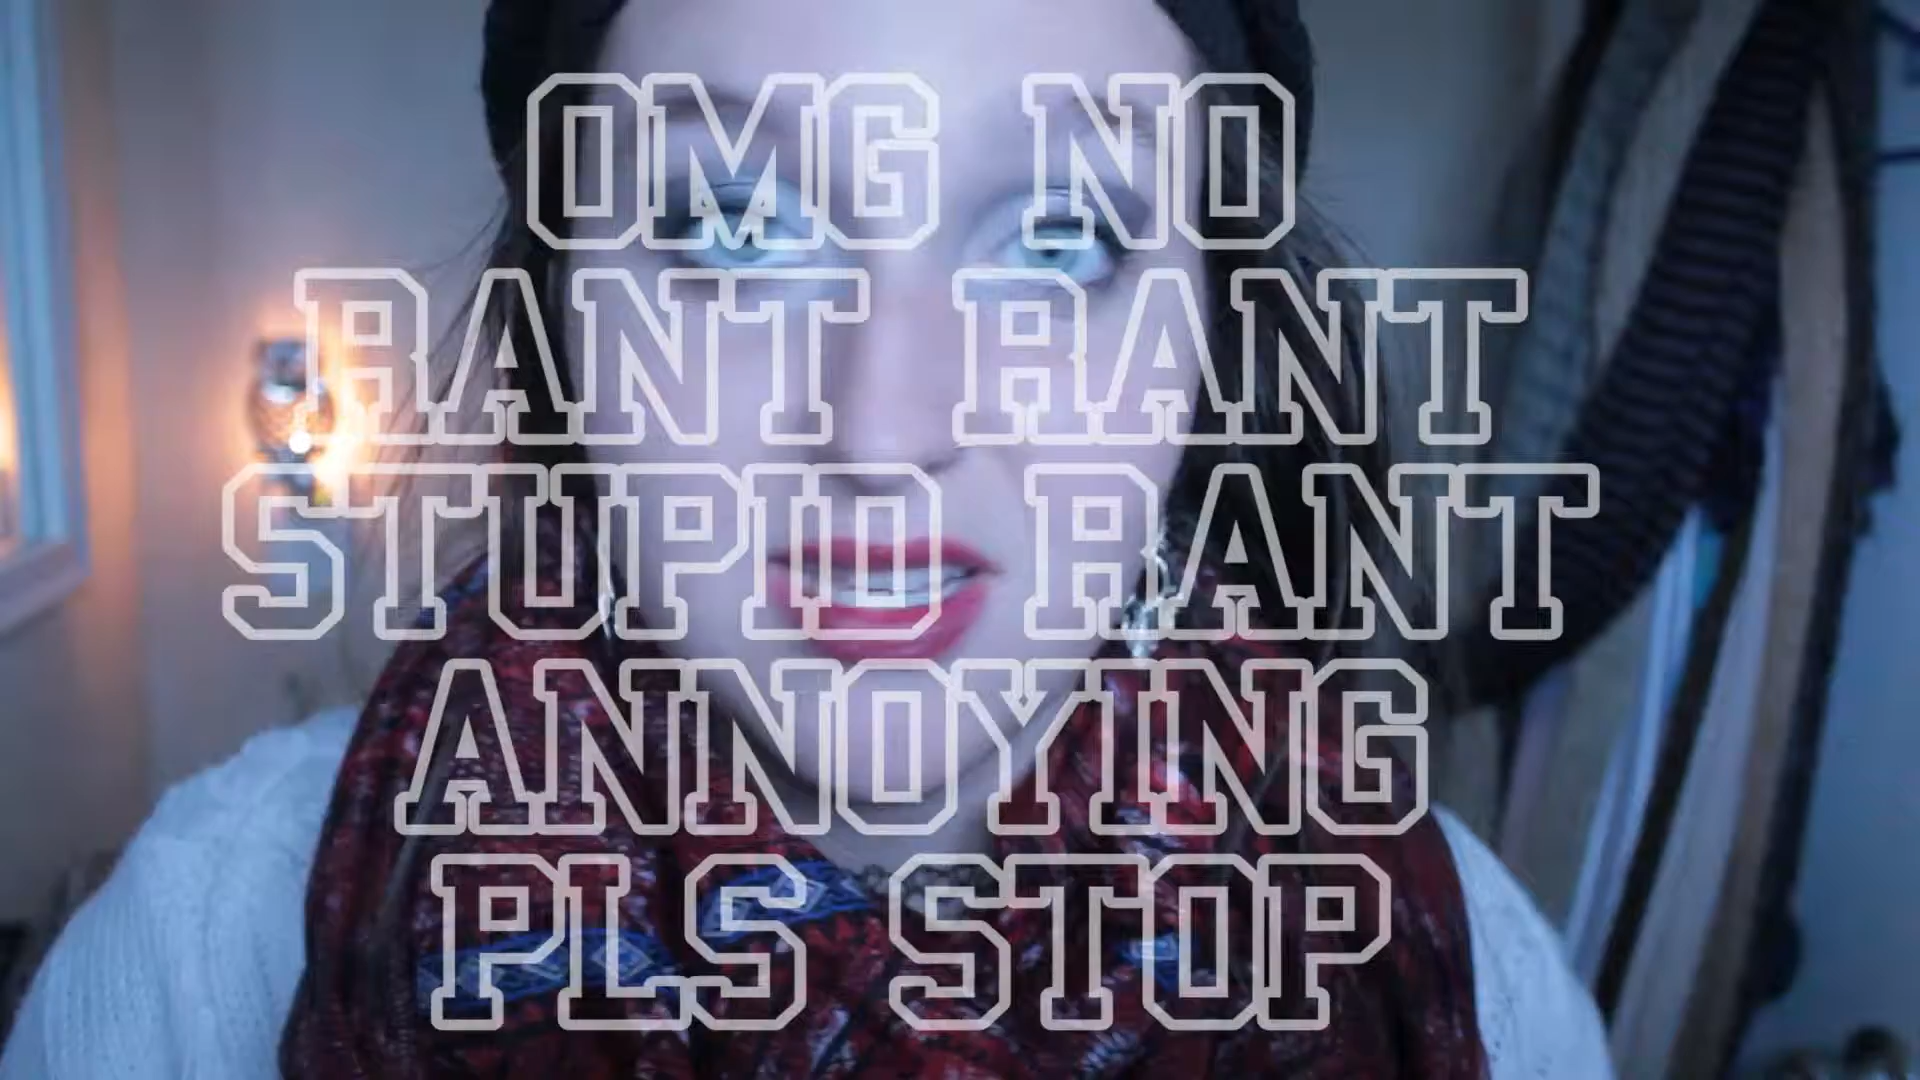 OMG NO
RANT RANT
STUPID RANT
ANNOYING
PLS STOP